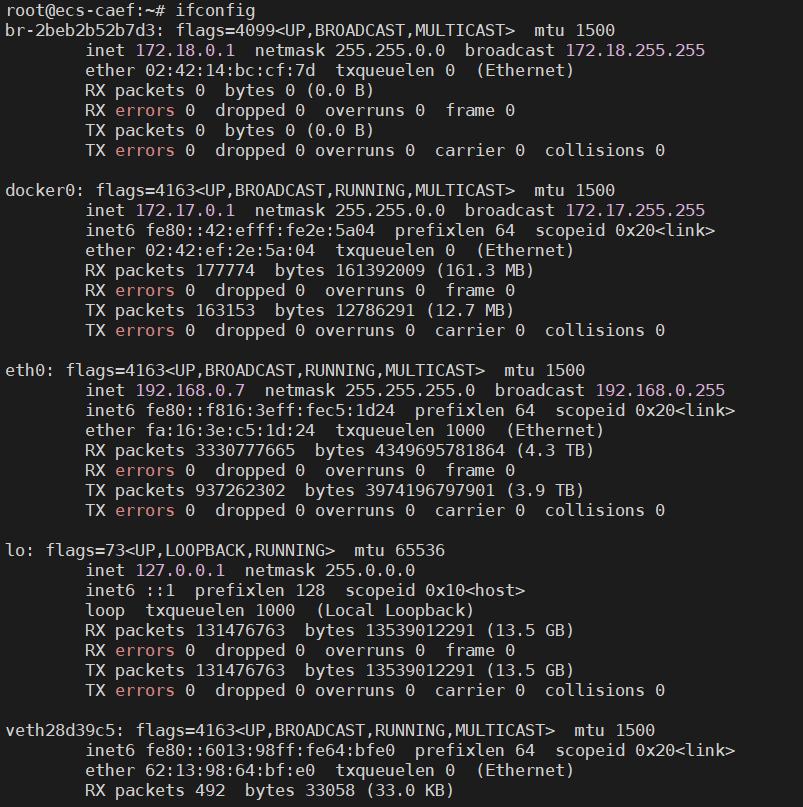 root@ecs-caef:~# ifconfig
br-2beb2b52b7d3: flags=4099<UP,BROADCAST,MULTICAST>  mtu 1500
        inet 172.18.0.1  netmask 255.255.0.0  broadcast 172.18.255.255
        ether 02:42:14:bc:cf:7d  txqueuelen 0  (Ethernet)
        RX packets 0  bytes 0 (0.0 B)
        RX errors 0  dropped 0  overruns 0  frame 0
        TX packets 0  bytes 0 (0.0 B)
        TX errors 0  dropped 0 overruns 0  carrier 0  collisions 0

docker0: flags=4163<UP,BROADCAST,RUNNING,MULTICAST>  mtu 1500
        inet 172.17.0.1  netmask 255.255.0.0  broadcast 172.17.255.255
        inet6 fe80::42:efff:fe2e:5a04  prefixlen 64  scopeid 0x20<link>
        ether 02:42:ef:2e:5a:04  txqueuelen 0  (Ethernet)
        RX packets 177774  bytes 161392009 (161.3 MB)
        RX errors 0  dropped 0  overruns 0  frame 0
        TX packets 163153  bytes 12786291 (12.7 MB)
        TX errors 0  dropped 0 overruns 0  carrier 0  collisions 0

eth0: flags=4163<UP,BROADCAST,RUNNING,MULTICAST>  mtu 1500
        inet 192.168.0.7  netmask 255.255.255.0  broadcast 192.168.0.255
        inet6 fe80::f816:3eff:fec5:1d24  prefixlen 64  scopeid 0x20<link>
        ether fa:16:3e:c5:1d:24  txqueuelen 1000  (Ethernet)
        RX packets 3330777665  bytes 4349695781864 (4.3 TB)
        RX errors 0  dropped 0  overruns 0  frame 0
        TX packets 937262302  bytes 3974196797901 (3.9 TB)
        TX errors 0  dropped 0 overruns 0  carrier 0  collisions 0

lo: flags=73<UP,LOOPBACK,RUNNING>  mtu 65536
        inet 127.0.0.1  netmask 255.0.0.0
        inet6 ::1  prefixlen 128  scopeid 0x10<host>
        loop  txqueuelen 1000  (Local Loopback)
        RX packets 131476763  bytes 13539012291 (13.5 GB)
        RX errors 0  dropped 0  overruns 0  frame 0
        TX packets 131476763  bytes 13539012291 (13.5 GB)
        TX errors 0  dropped 0 overruns 0  carrier 0  collisions 0

veth28d39c5: flags=4163<UP,BROADCAST,RUNNING,MULTICAST>  mtu 1500
        inet6 fe80::6013:98ff:fe64:bfe0  prefixlen 64  scopeid 0x20<link>
        ether 62:13:98:64:bf:e0  txqueuelen 0  (Ethernet)
        RX packets 492  bytes 33058 (33.0 KB)